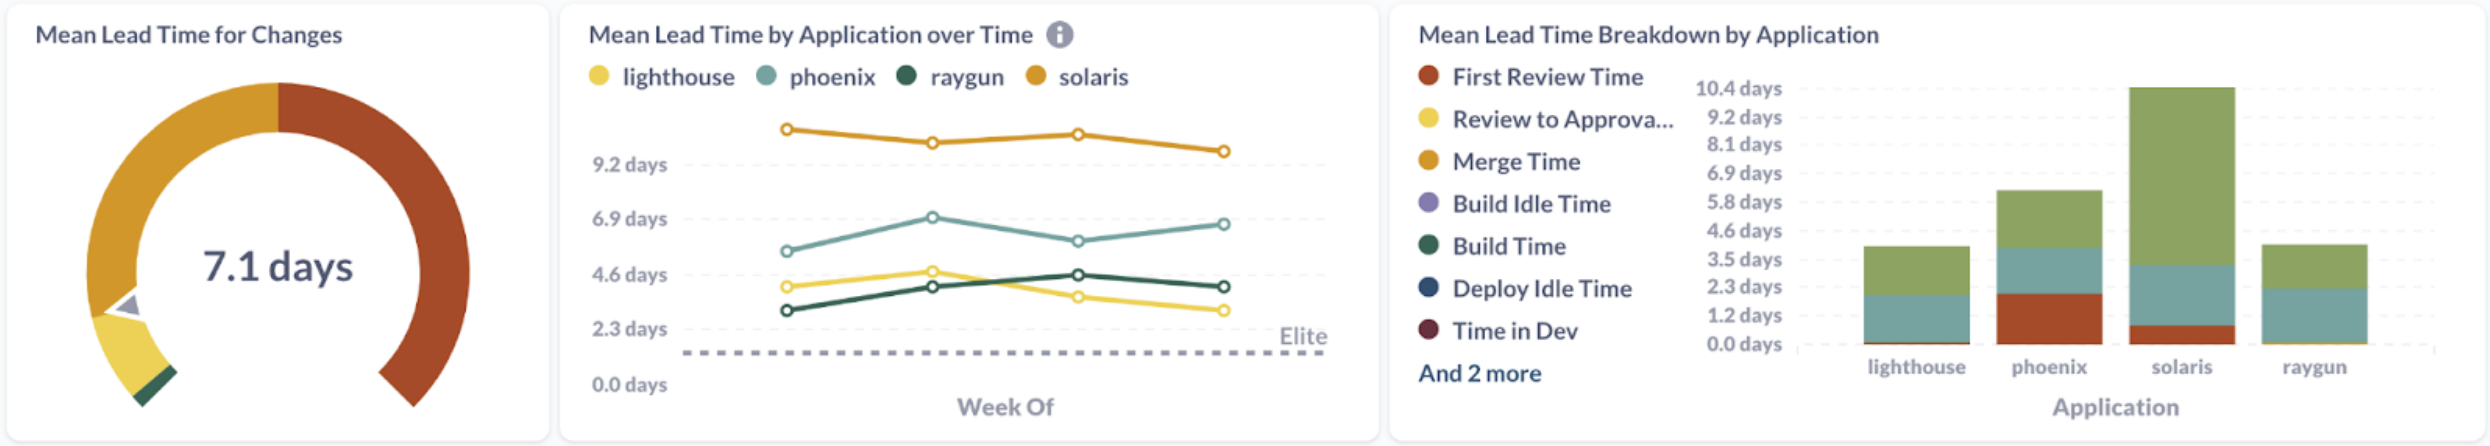 Mean Lead Time for Changes
7.1 days
Mean Lead Time by Application over Time
lighthouse phoenix raygun solaris
9.2 days
6.9 days
4.6 days
2.3 days
Elite
0.0 days
Week Of
Mean Lead Time Breakdown by Application
First Review Time
Review to Approva...
Merge Time
Build Idle Time
Build Time
Deploy Idle Time
Time in Dev
And 2 more
10.4 days
9.2 days
8.1 days
6.9 days
5.8 days
4.6 days
3.5 days
2.3 days
1.2 days
0.0 days
lighthouse phoenix solaris raygun
Application